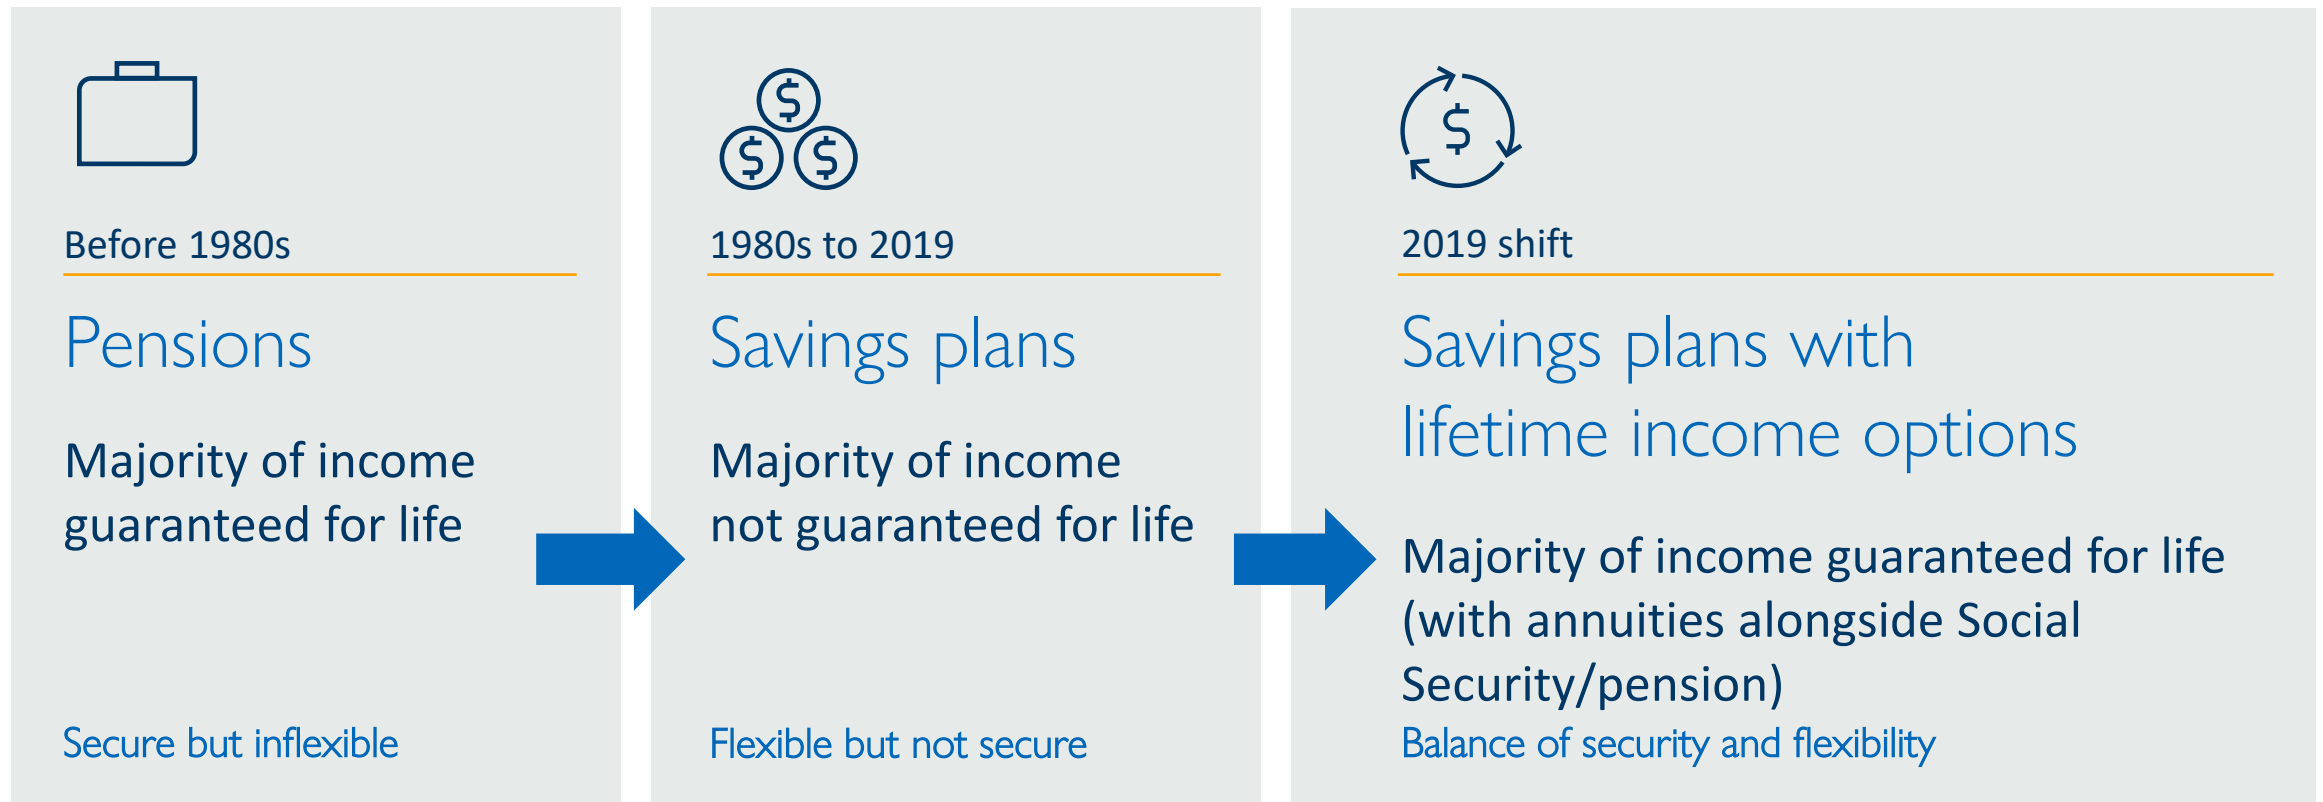 Before 1980s
Pensions
Majority of income
guaranteed for life
Secure but inflexible
1980s to 2019
Savings plans
Majority of income
not guaranteed for life
Flexible but not secure
2019 shift
Savings plans with
lifetime income options
Majority of income guaranteed for life
(with annuities alongside Social
Security/pension)
Balance of security and flexibility